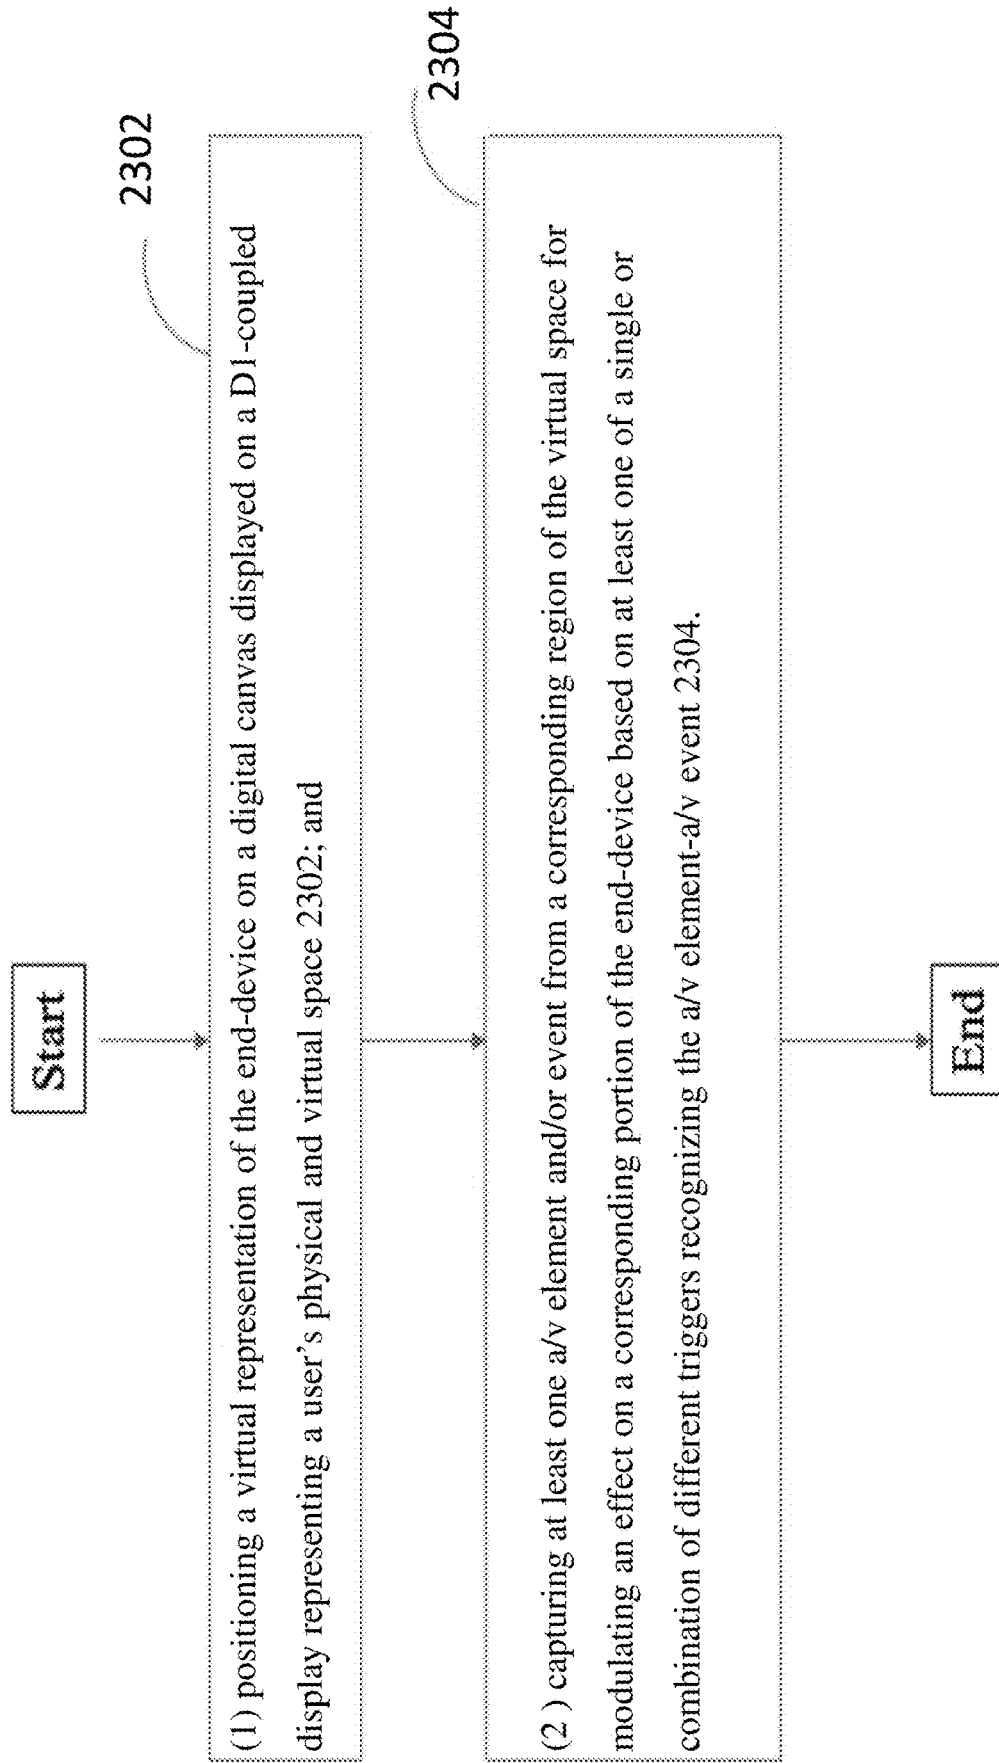 Start
2302
(1) positioning a virtual representation of the end-device on a digital canvas displayed on a D1-coupled
display representing a user's physical and virtual space 2302; and
2304
(2 ) capturing at least one a/v element and/or event from a corresponding region of the virtual space for
modulating an effect on a corresponding portion of the end-device based on at least one of a single or
combination of different triggers recognizing the a/v element-a/v event 2304.
End